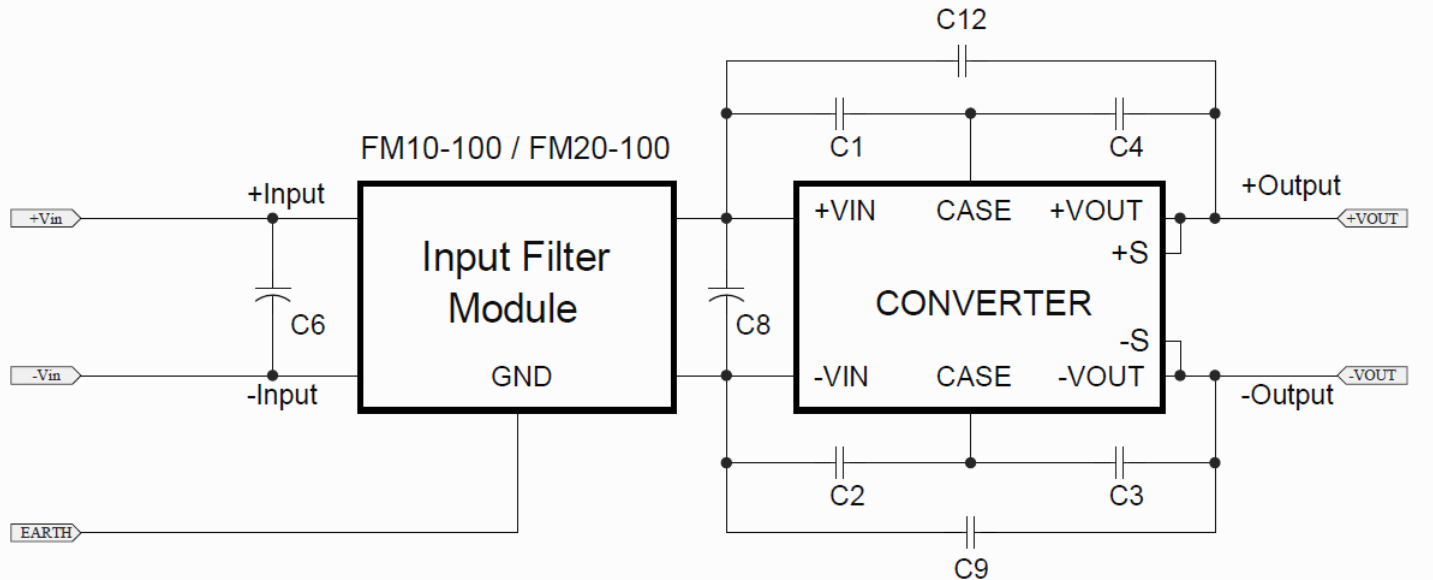 C12
C1
C4
FM10-100 / FM20-100
+Input
+Output
+Vin
+VIN
CASE
+VOUT
+VOUT
+S
Input Filter
Module
CONVERTER
C6
C8
-S
-Vin
GND
-VIN
CASE
-VOUT
-VOUT
-Input
-Output
C2
C3
EARTH
C9